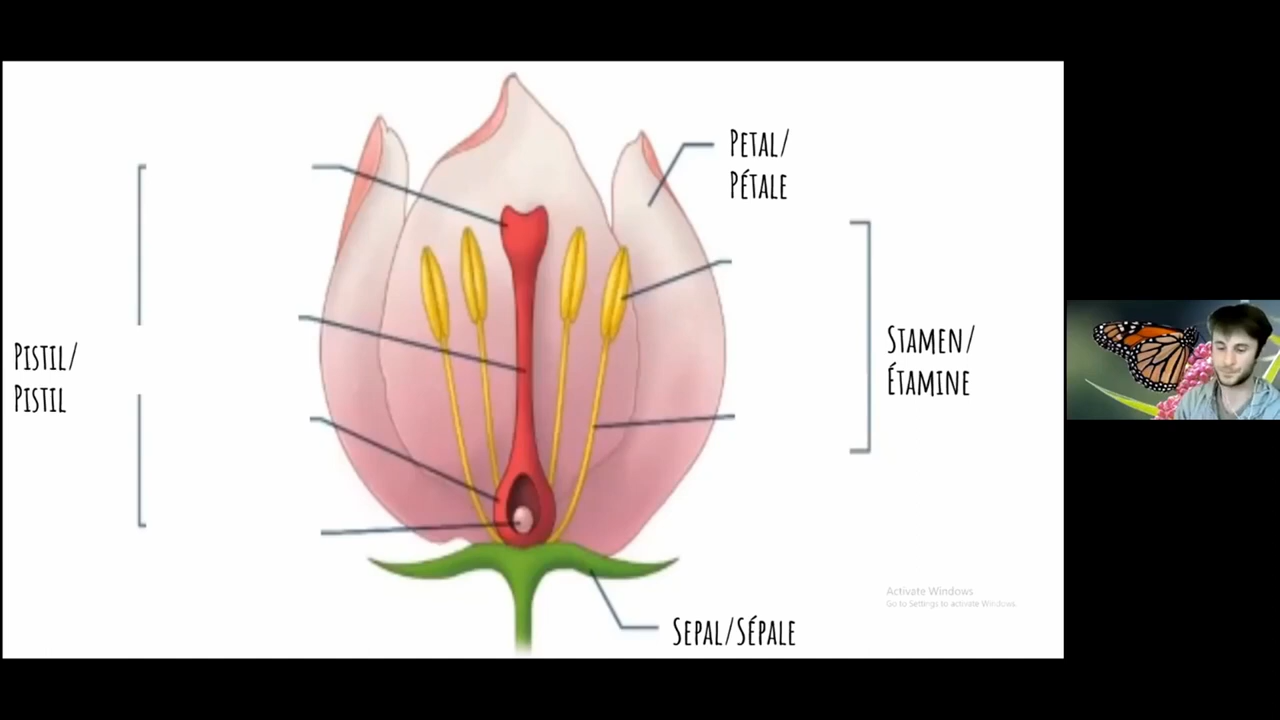 PETAL/
PÉTALE
PISTIL/
PISTIL
STAMEN/
ÉTAMINE
SEPAL/SÉPALE
Activate Windows
Go to Settings to activate Windows.